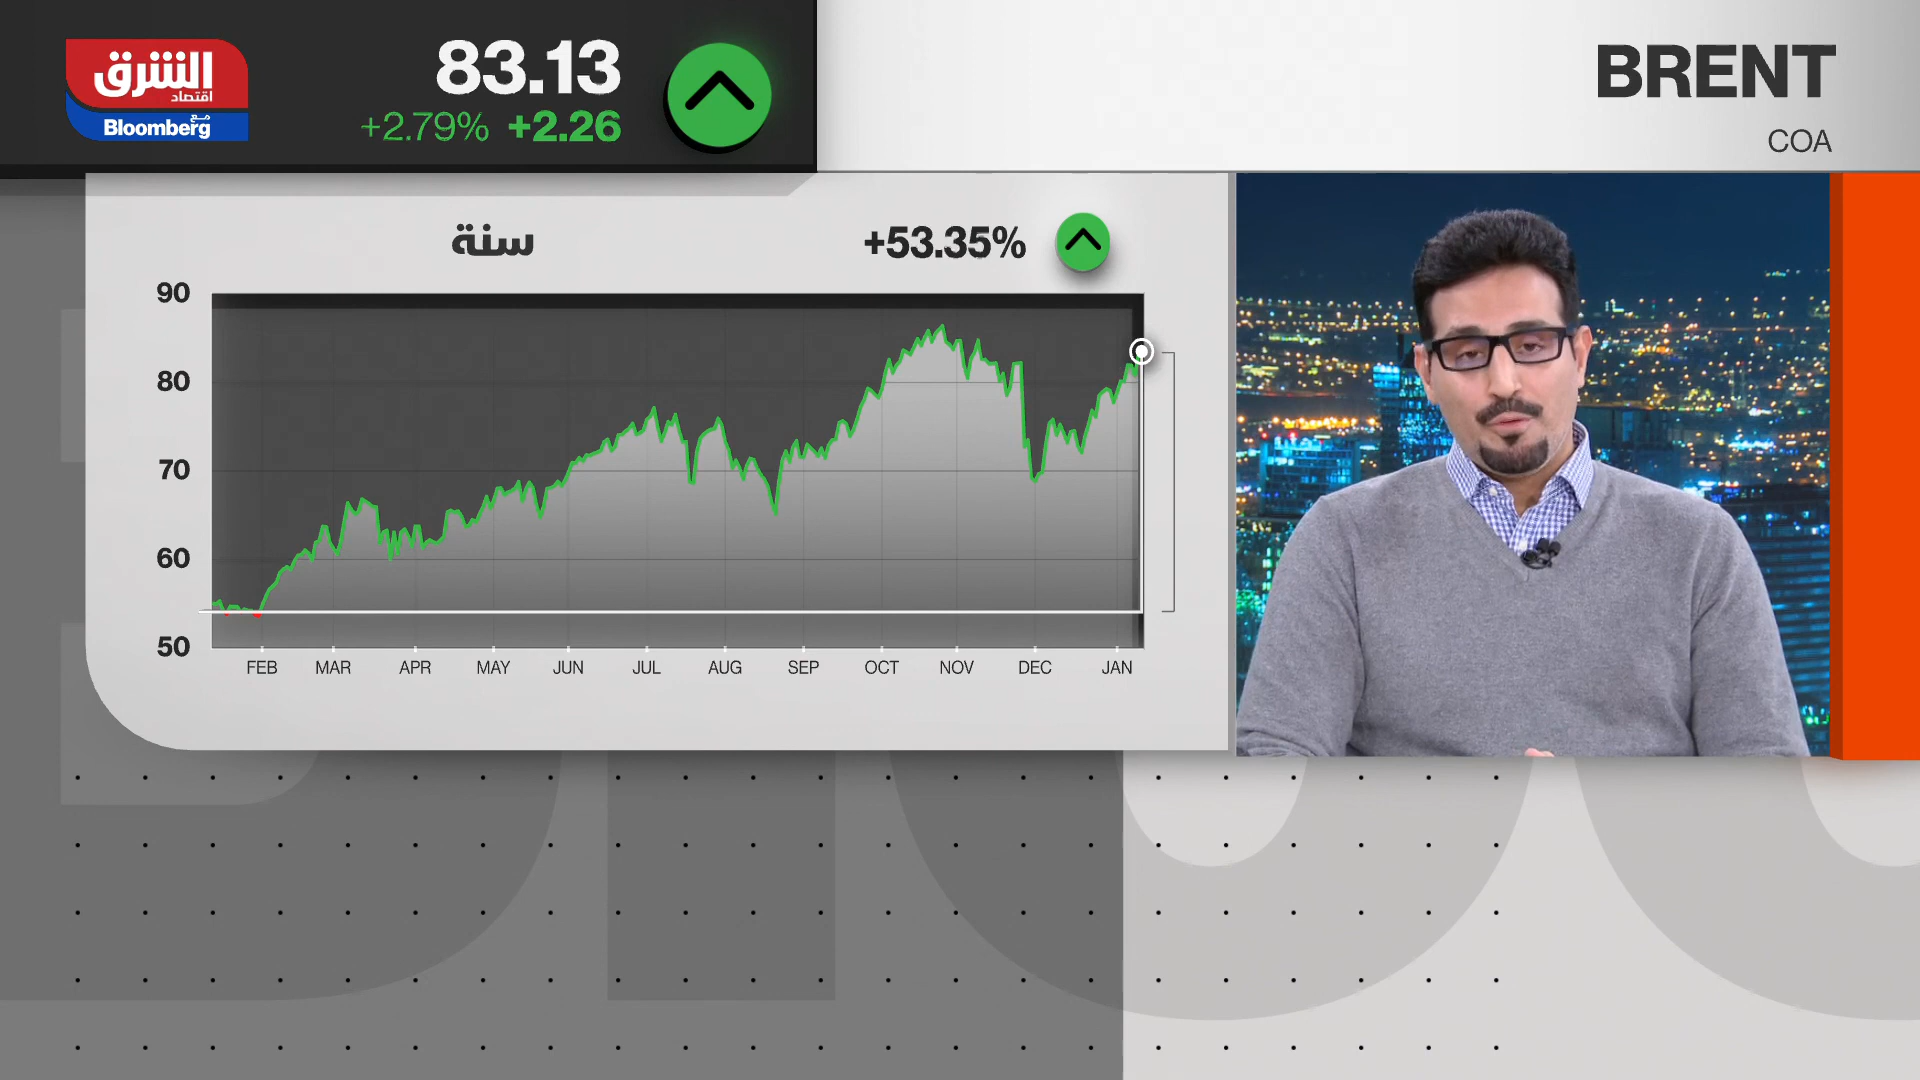 الشرق
اقتصاد
مع
Bloomberg
83.13
+2.79% +2.26
BRENT
COA
سنة
+53.35%
90
80
70
60
50
FEB MAR APR MAY JUN JUL AUG SEP OCT NOV DEC JAN